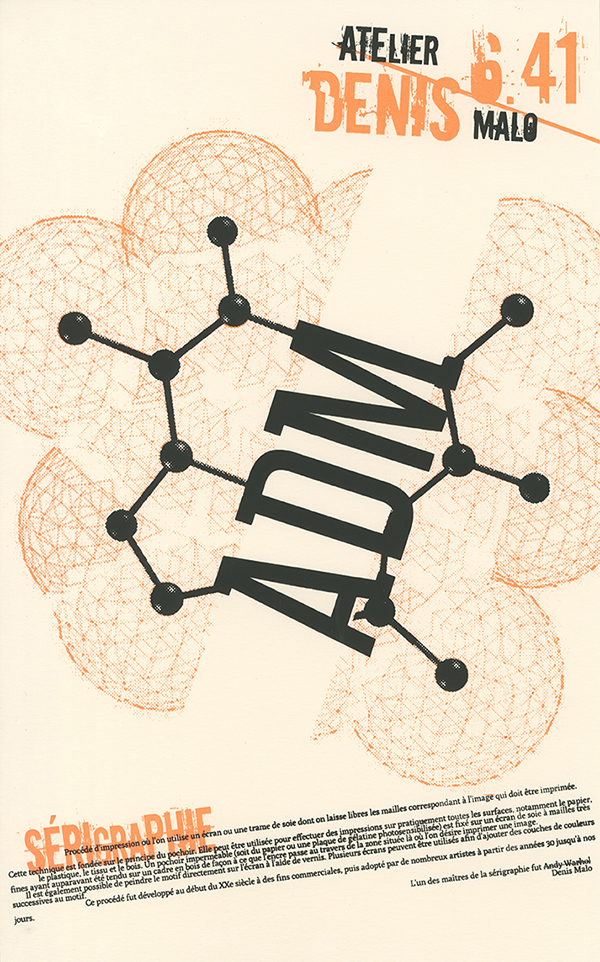 ATELIER
6.41
DENIS
MALO
ADM
SÉRIGRAPHIE
Procédé d'impression où l'on utilise un écran ou une trame de soie dont on laisse libres les mailles correspondant à l'image qui doit être imprimée.
Cette technique est fondée sur le principe du pochoir. Elle peut être utilisée pour effectuer des impressions sur pratiquement toutes les surfaces, notamment le papier,
le plastique, le tissu et le bois. Un pochoir imperméable (soit du papier ou une plaque de gélatine photosensibilisée) est fixé sur un écran de soie à mailles très
fines ayant auparavant été tendu sur un cadre en bois de façon à ce que l'encre passe au travers de la zone située là où l'on désire imprimer une image.
Il est également possible de peindre le motif directement sur l'écran à l'aide de vernis. Plusieurs écrans peuvent être utilisés afin d'ajouter des couches de couleurs
successives au motif.
Ce procédé fut développé au début du XXe siècle à des fins commerciales, puis adopté par de nombreux artistes à partir des années 30 jusqu'à nos
jours.
L'un des maîtres de la sérigraphie fut Andy Warhol
Denis Malo